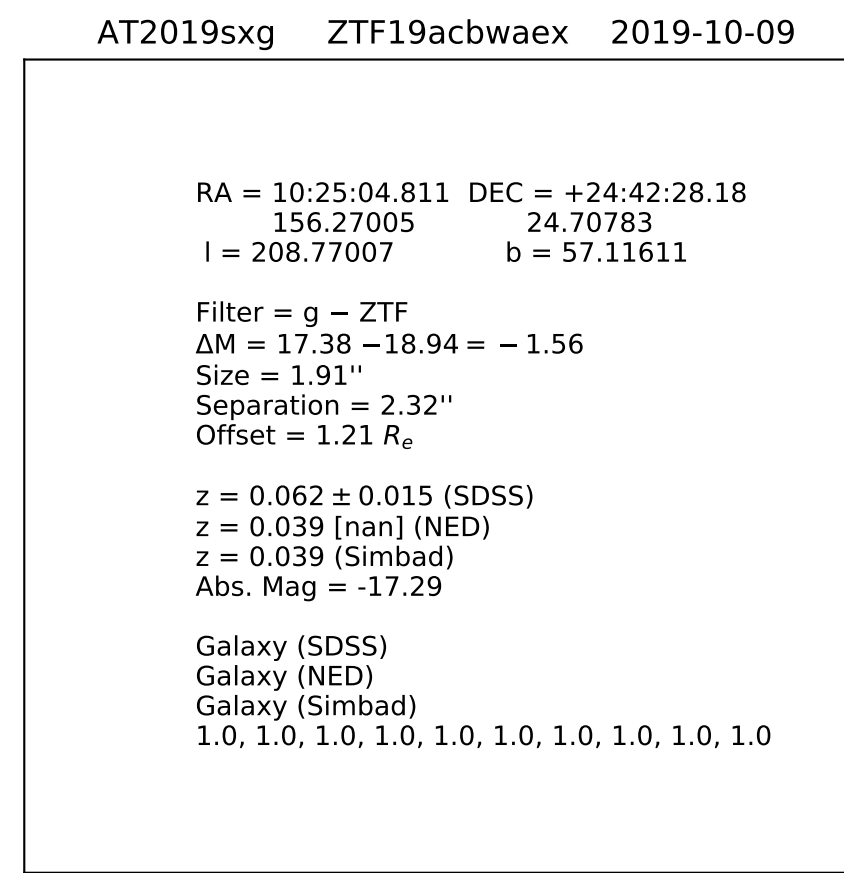 AT2019sxg ZTF19acbwaex 2019-10-09
RA = 10:25:04.811 DEC = +24:42:28.18
156.27005 24.70783
l = 208.77007 b = 57.11611
Filter = g − ZTF
ΔM = 17.38 −18.94 = − 1.56
Size = 1.91''
Separation = 2.32''
Offset = 1.21 Rₑ
z = 0.062 ± 0.015 (SDSS)
z = 0.039 [nan] (NED)
z = 0.039 (Simbad)
Abs. Mag = -17.29
Galaxy (SDSS)
Galaxy (NED)
Galaxy (Simbad)
1.0, 1.0, 1.0, 1.0, 1.0, 1.0, 1.0, 1.0, 1.0, 1.0